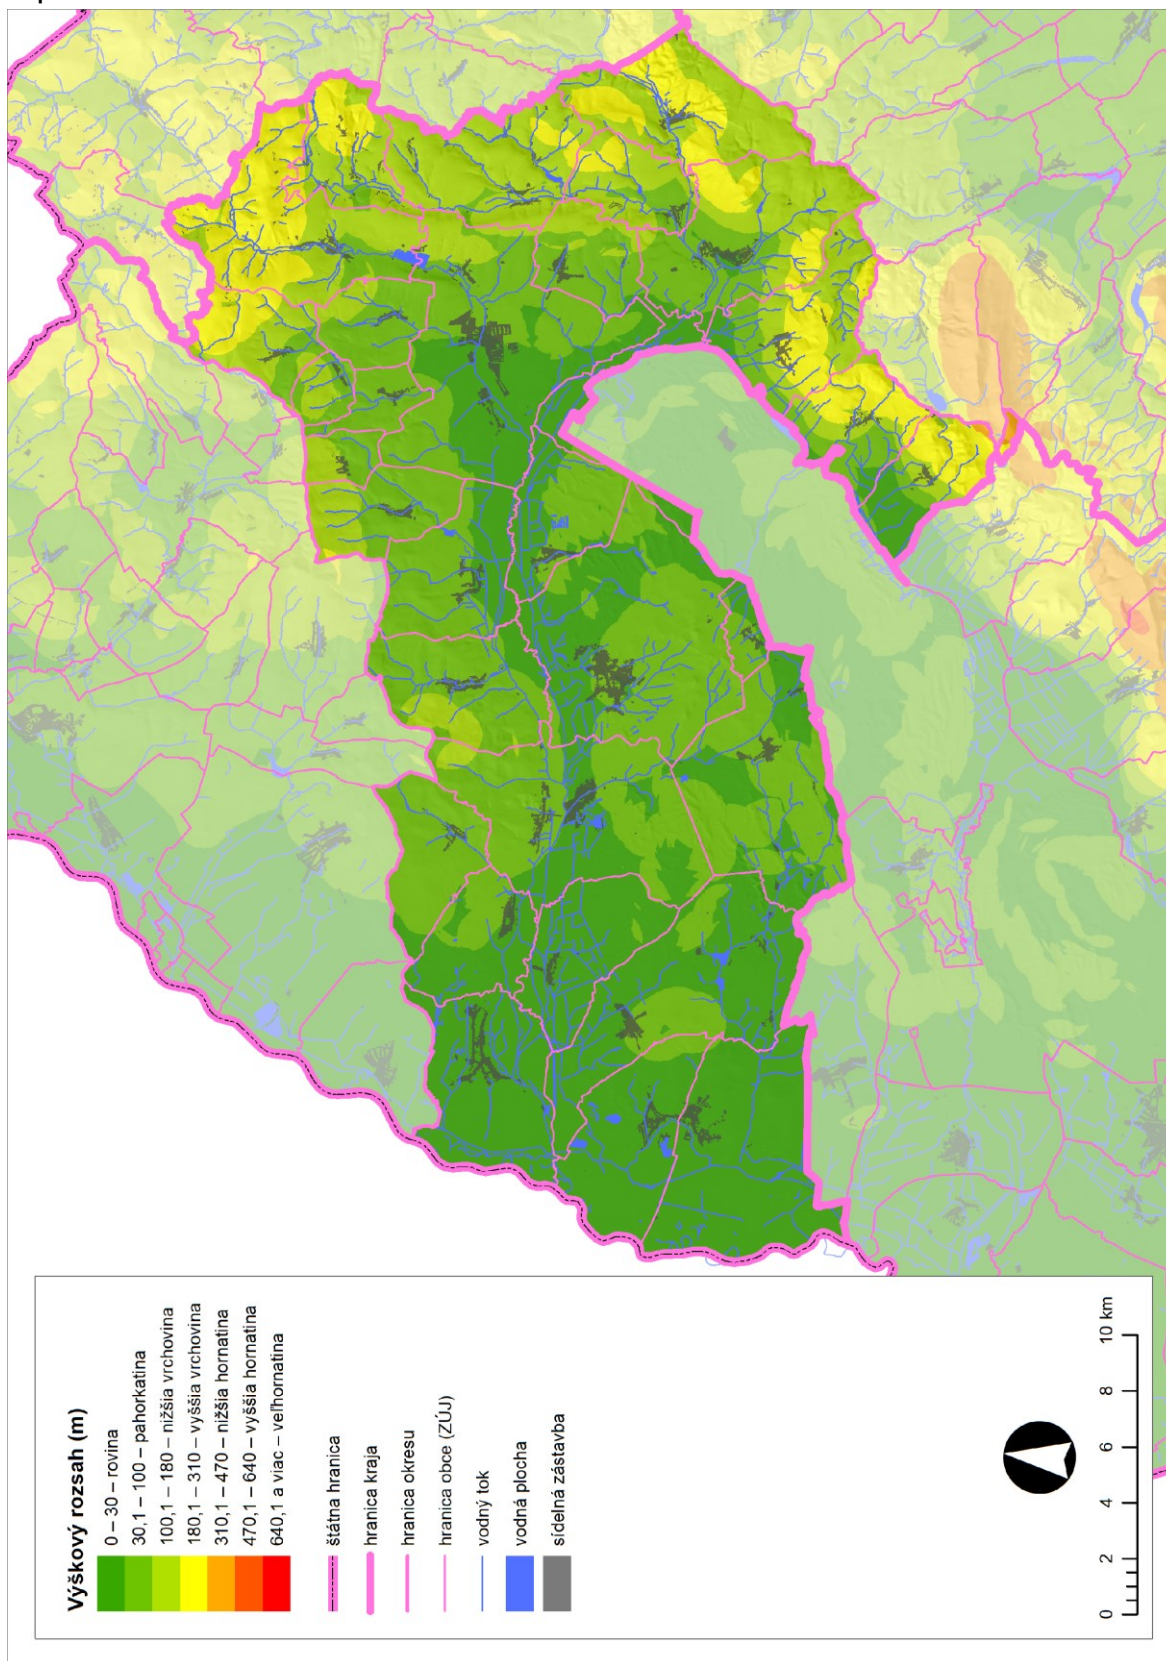 Výškový rozsah (m)
0 – 30 – rovina
30,1 – 100 – pahorkatina
100,1 – 180 – nižšia vrchovina
180,1 – 310 – vyššia vrchovina
310,1 – 470 – nižšia hornatina
470,1 – 640 – vyššia hornatina
640,1 a viac – veľhornatina
štátna hranica
hranica kraja
hranica okresu
hranica obce (ZÚJ)
vodný tok
vodná plocha
sídelná zástavba
0 2 4 6 8 10 km